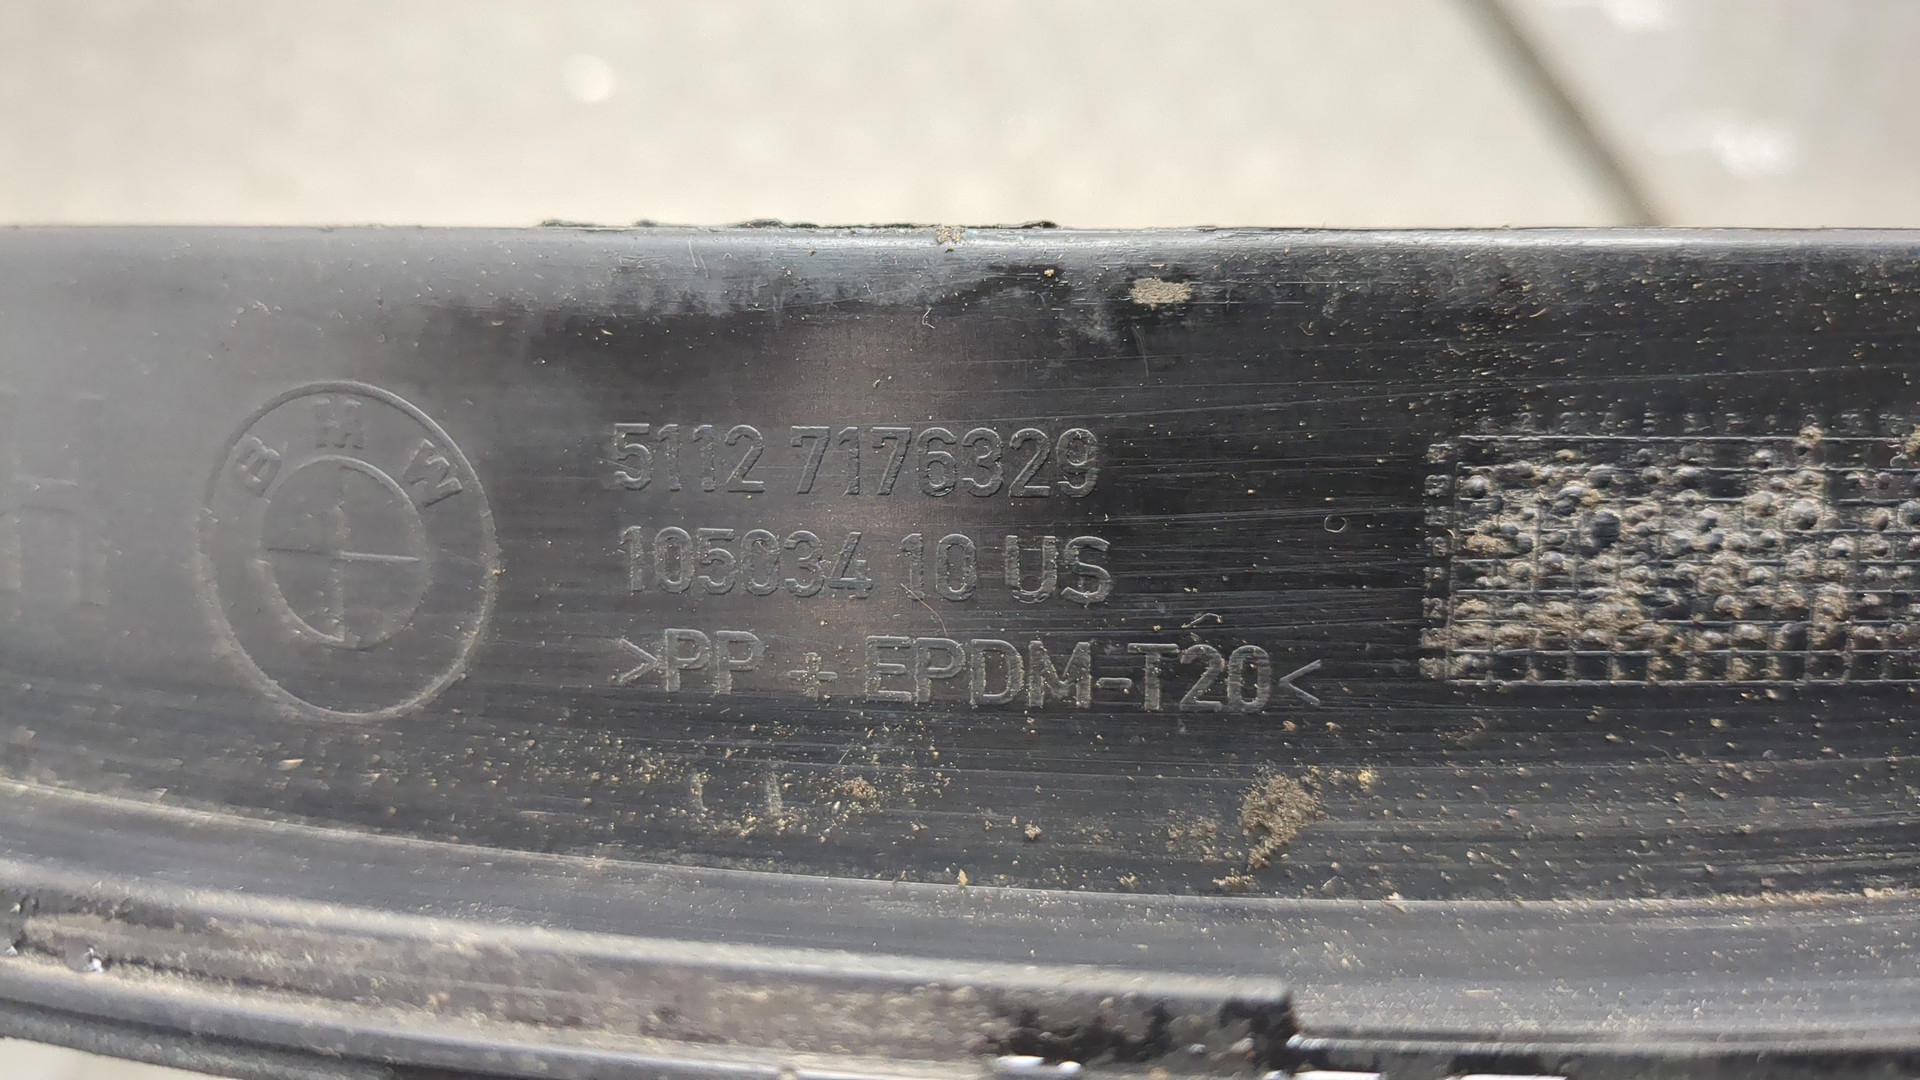 BMW
5112 7176329
105034 10 US
>PP + EPDM-T20<